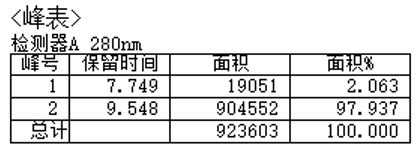 <峰表>
检测器A 280nm
峰号 保留时间 面积 面积%
1 7.749 19051 2.063
2 9.548 904552 97.937
总计 923603 100.000